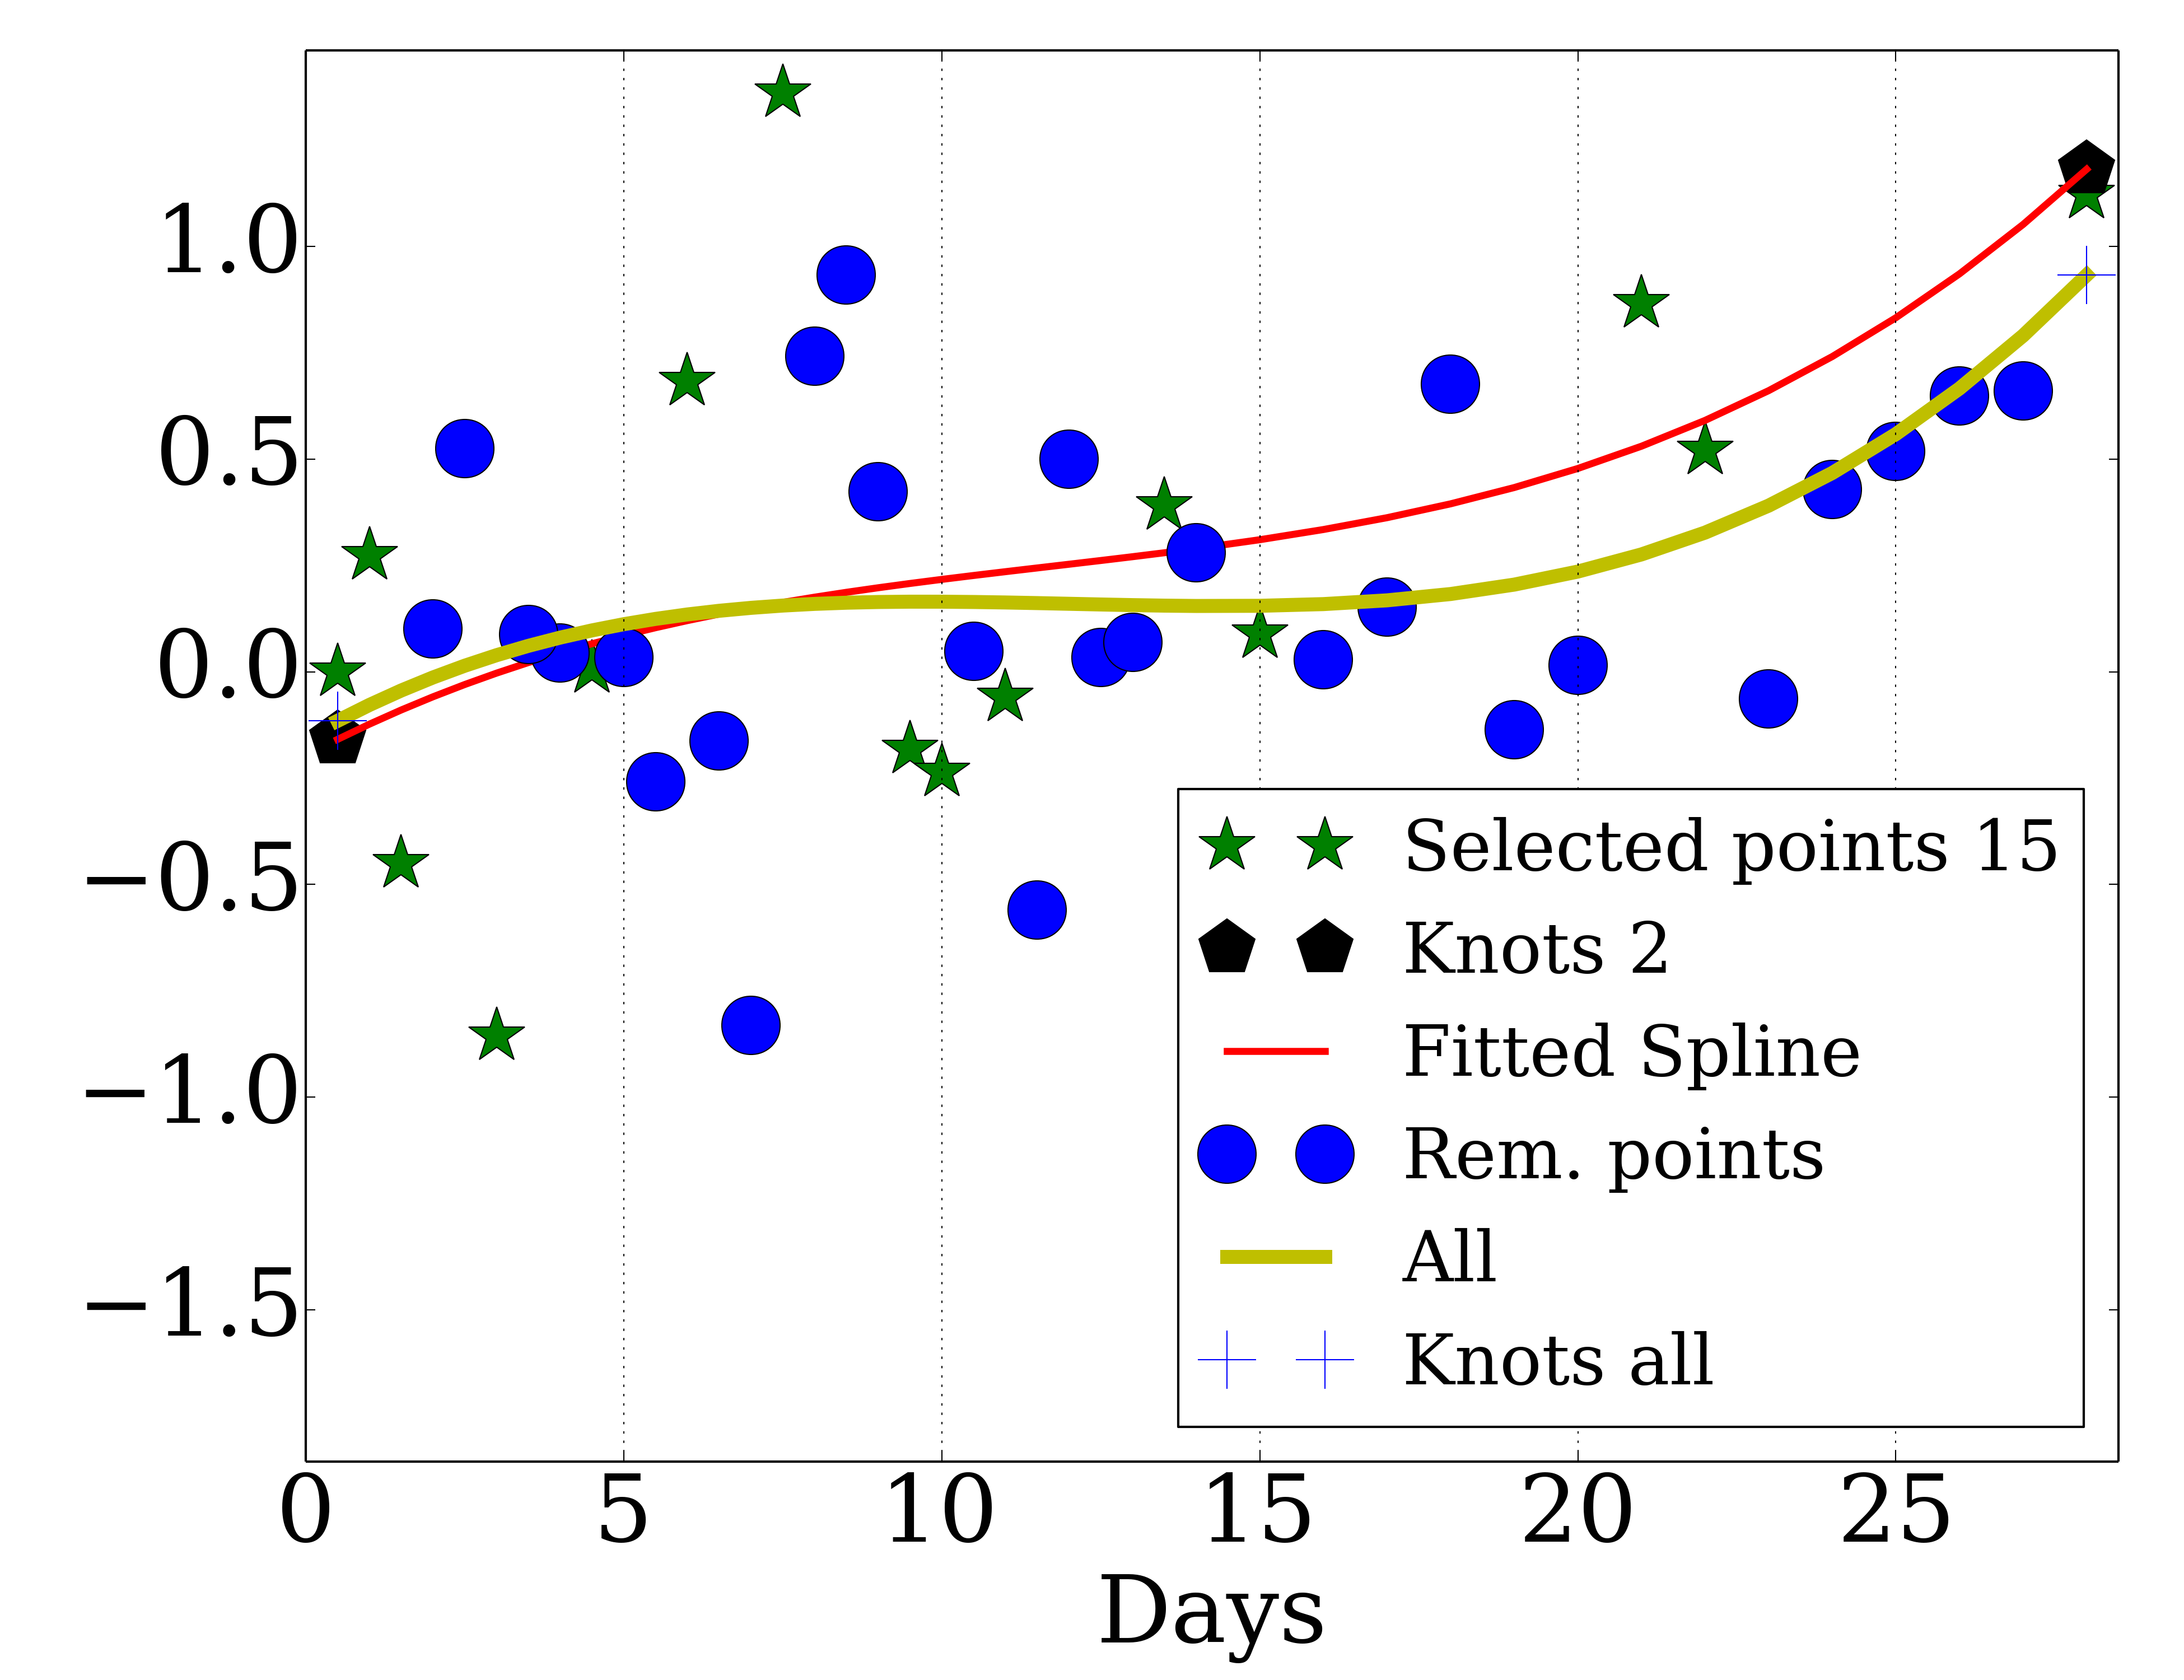 1.0
0.5
0.0
−0.5
−1.0
−1.5
0 5 10 15 20 25
Days
Selected points 15
Knots 2
Fitted Spline
Rem. points
All
Knots all